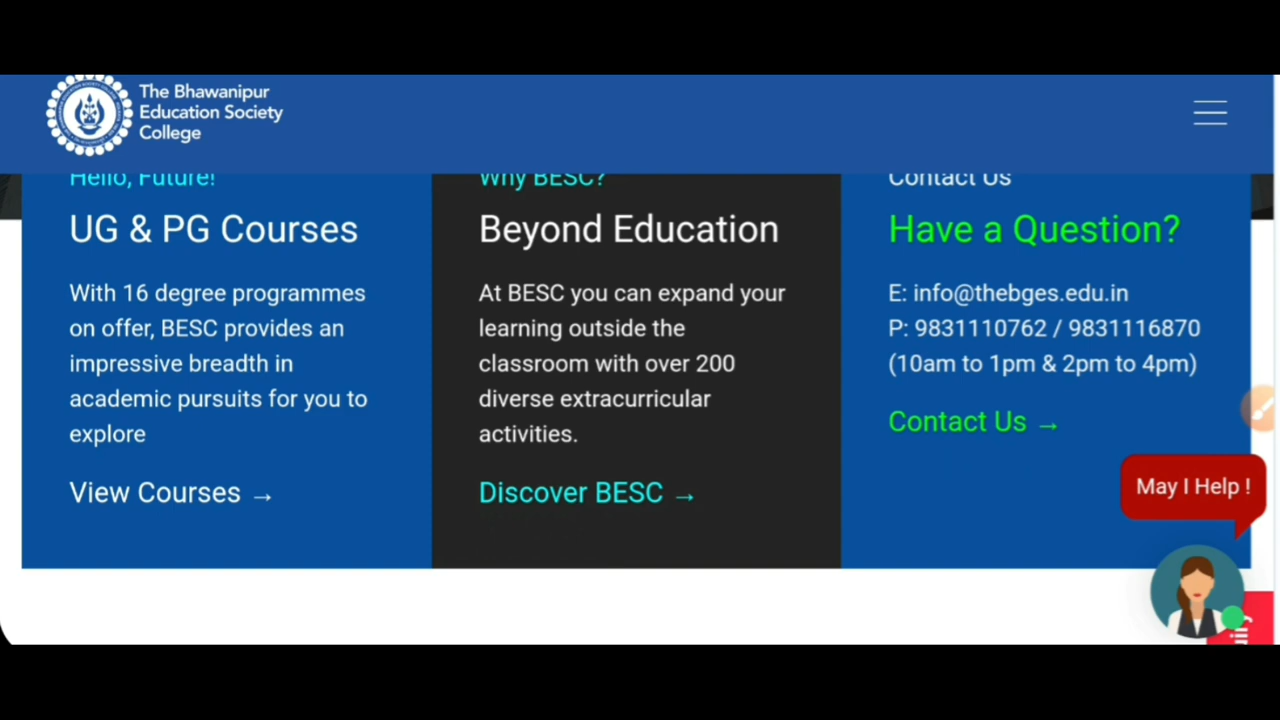 The Bhawanipur
Education Society
College
Hello, Future!
UG & PG Courses
With 16 degree programmes
on offer, BESC provides an
impressive breadth in
academic pursuits for you to
explore
View Courses →
Why BESC?
Beyond Education
At BESC you can expand your
learning outside the
classroom with over 200
diverse extracurricular
activities.
Discover BESC →
Contact Us
Have a Question?
E: info@thebges.edu.in
P: 9831110762 / 9831116870
(10am to 1pm & 2pm to 4pm)
Contact Us →
May I Help !